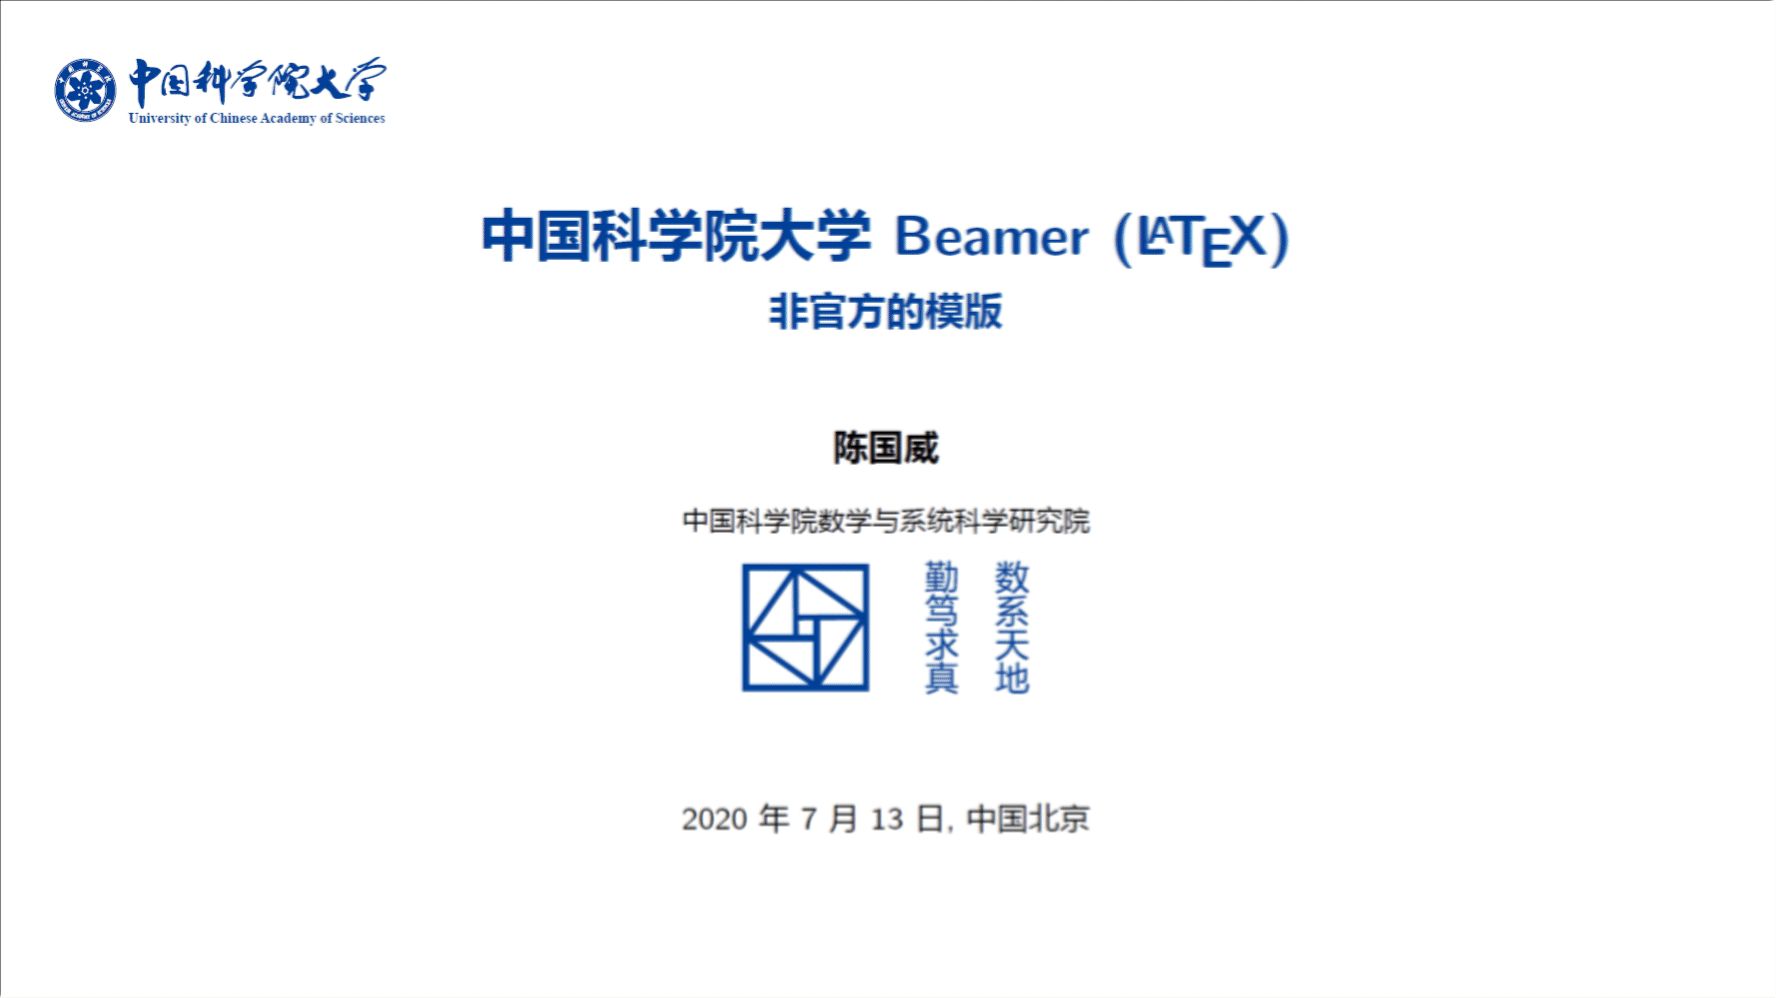 中国科学院大学
University of Chinese Academy of Sciences
中国科学院大学 Beamer (LATEX)
非官方的模版
陈国威
中国科学院数学与系统科学研究院
数系天地
勤笃求真
2020 年 7 月 13 日, 中国北京